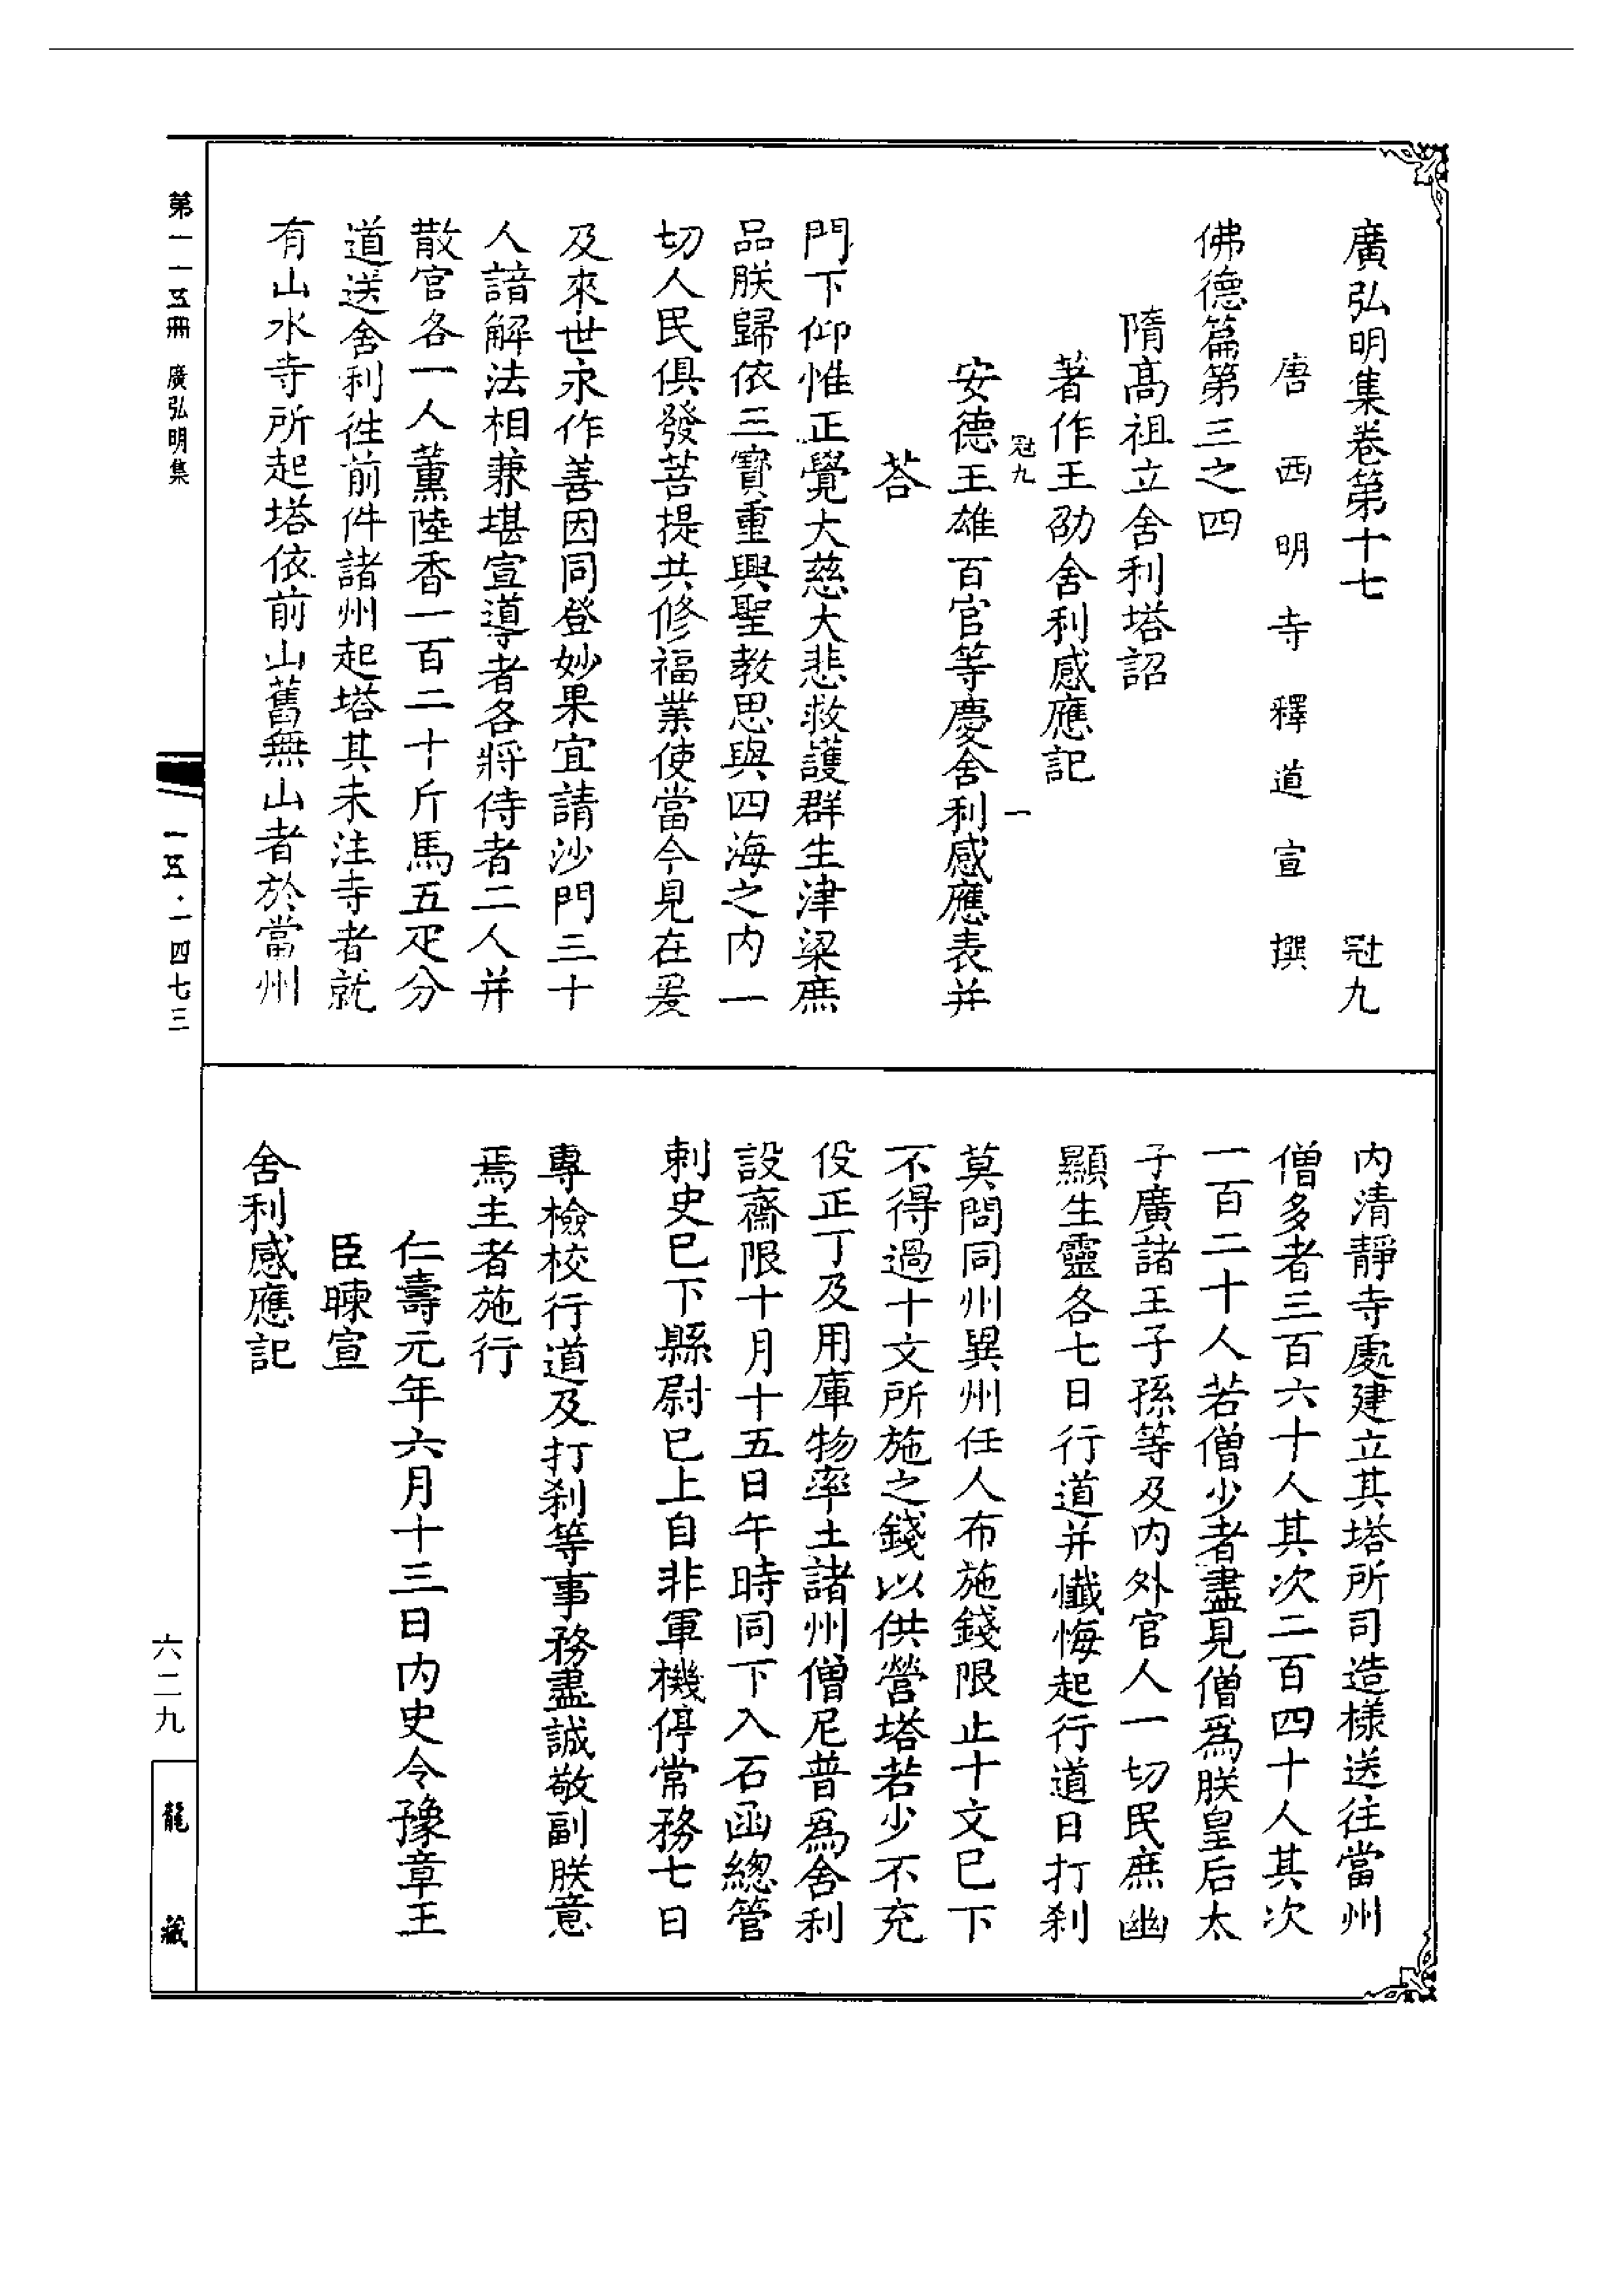 廣弘明集卷第十七 冠九
唐西明寺釋道宣撰
佛德篇第三之四
隋高祖立舍利塔詔
著作王劭舍利感應記
冠九 一
安德王雄百官等慶舍利感應表并
荅
門下仰惟正覺大慈大悲救護群生津梁庶
品朕歸依三寶重興聖教思與四海之内一
切人民俱發菩提共修福業使當今見在爰
及來世永作善因同登妙果宜請沙門三十
人諳解法相兼堪宣導者各將侍者二人并
散官各一人薰陸香一百二十斤馬五疋分
道送舍利徃前件諸州起塔其未注寺者就
有山水寺所起塔依前山舊無山者於當州
内清靜寺處建立其塔所司造樣送往當州
僧多者三百六十人其次二百四十人其次
一百二十人若僧少者盡見僧爲朕皇后太
子廣諸王子孫等及内外官人一切民庶幽
顯生靈各七日行道并懺悔起行道日打剎
莫問同州異州任人布施錢限止十文已下
不得過十文所施之錢以供營塔若少不充
役正丁及用庫物率土諸州僧尼普爲舍利
設齋限十月十五日午時同下入石函總管
刺史已下縣尉已上自非軍機停常務七日
專檢校行道及打剎等事務盡誠敬副朕意
焉主者施行
仁壽元年六月十三日内史令豫章王
臣暕宣
舍利感應記
第一一五冊 廣弘明集
一五·一四七三
六二九
龍藏